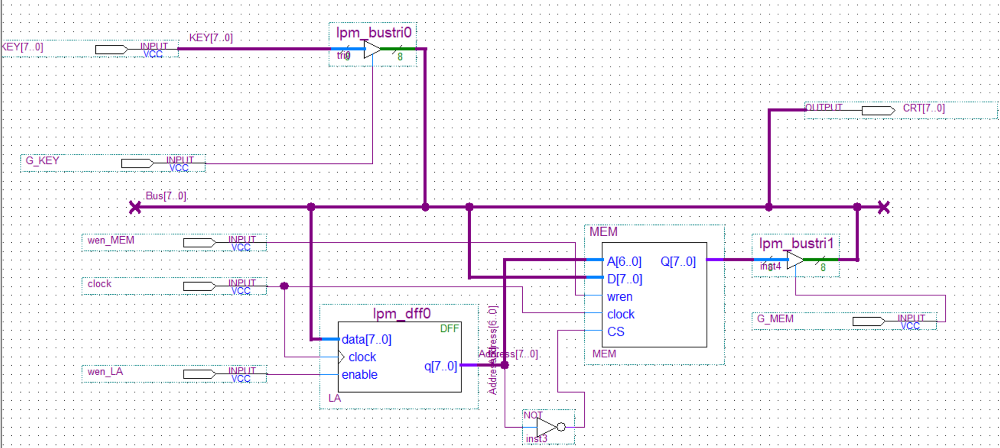 lpm_bustri0
KEY[7..0]
KEY[7..0]
INPUT
VCC
tri0
8
8
OUTPUT
CRT[7..0]
G_KEY
INPUT
VCC
Bus[7..0]
MEM
wen_MEM
INPUT
VCC
lpm_bustri1
A[6..0]
Q[7..0]
inst4
8
8
D[7..0]
clock
INPUT
VCC
wren
lpm_dff0
clock
G_MEM
INPUT
VCC
DFF
CS
data[7..0]
Address[6..0]
clock
Address[7..0]
MEM
q[7..0]
wen_LA
INPUT
VCC
enable
LA
NOT
inst3